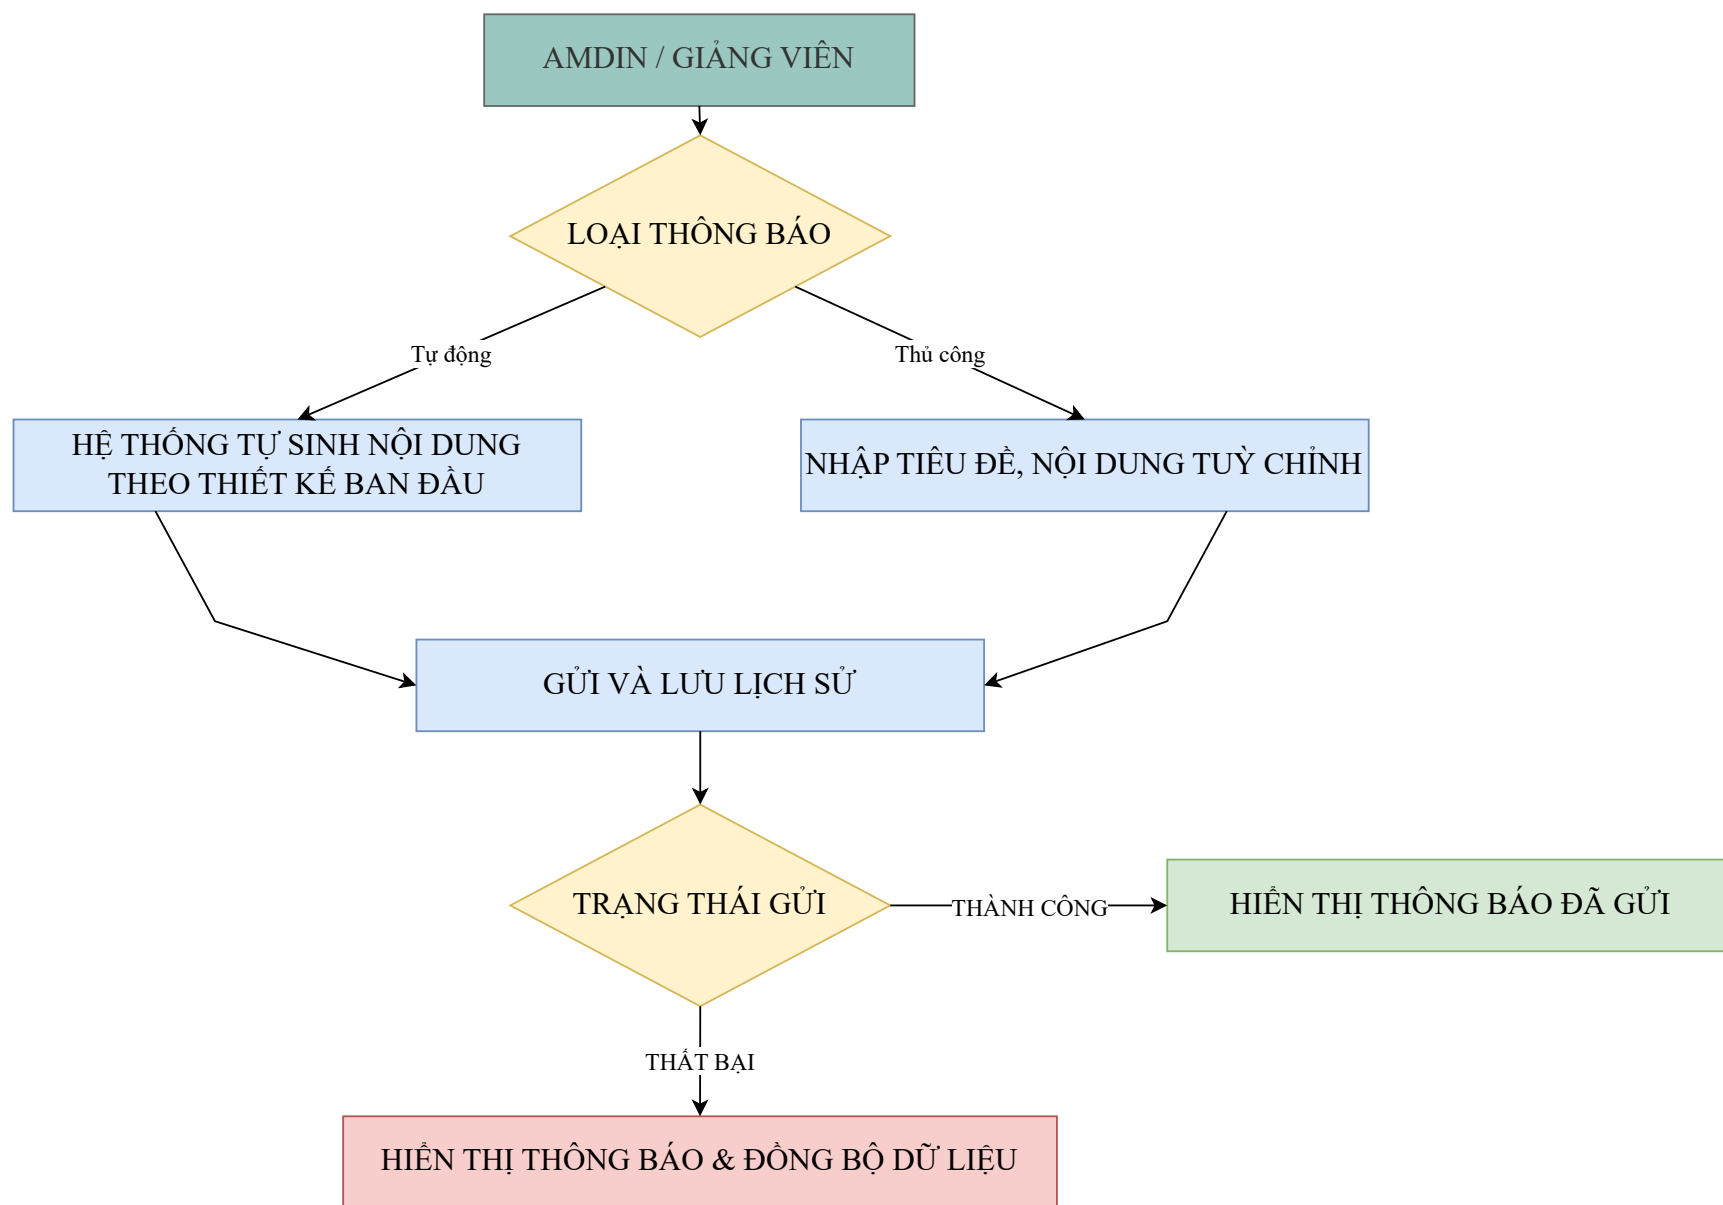 AMDIN / GIẢNG VIÊN
LOẠI THÔNG BÁO
Tự động
Thủ công
HỆ THỐNG TỰ SINH NỘI DUNG
THEO THIẾT KẾ BAN ĐẦU
NHẬP TIÊU ĐỀ, NỘI DUNG TUỲ CHỈNH
GỬI VÀ LƯU LỊCH SỬ
TRẠNG THÁI GỬI
THÀNH CÔNG
HIỂN THỊ THÔNG BÁO ĐÃ GỬI
THẤT BẠI
HIỂN THỊ THÔNG BÁO & ĐỒNG BỘ DỮ LIỆU